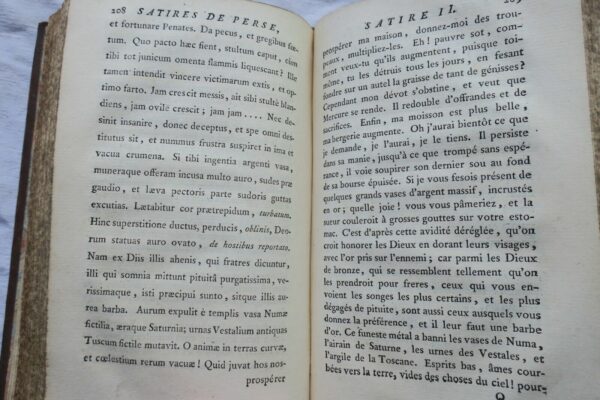 208 SATIRES DE PERSE,
et fortunare Penates. Da pecus, et gregibus fœ-
tum. Quo pacto hæc fient, stultum caput, cùm
tot junicum omenta flammis liquescant? Ille
tamen intendit vincere victimarum extis, et op-
timo farto. Jam crescit messis, ait sibi stultè blan-
diens, jam ovile crescit; jam jam .... Nec de-
sinit insanire, donec deceptus, et spe omni des-
titutus sit, et nummus frustra suspiret in ima et
vacua crumena. Si tibi ingentia argenti vasa,
muneraque offeram incusa multo auro, sudes præ
gaudio, et læva pectoris parte sudoris guttas
excutias. Lætabitur cor prætrepidum, turbatum.
Hinc superstitione ductus, perducis, oblinis, Deo-
rum statuas auro ovato, de hostibus reportato.
Nam ex Diis illis ahenis, qui fratres dicuntur,
illi qui somnia mittunt pituitâ purgatissima, ve-
rissimaque, isti præcipui sunto, sitque illis au-
rea barba. Aurum expulit è templis vasa Numæ
fictilia, æraque Saturnia; urnas Vestalium antiquas
Tuscum fictile mutavit. O animæ in terras curvæ,
et cœlestium rerum vacuæ! Quid juvat hos nos-
prospérer
SATIRE II. 209
prospérer ma maison, donnez-moi des trou-
peaux, multipliez-les. Eh! pauvre sot, com-
ment veux-tu qu'ils augmentent, puisque toi-
même, tu les détruis tous les jours, en fesant
fondre sur un autel la graisse de tant de génisses?
Cependant mon dévot s'obstine, et veut que
Mercure se rende. Il redouble d'offrandes et de
sacrifices. Enfin, ma moisson est plus belle,
ma bergerie augmente. Oh j'aurai bientôt ce que
je demande, je l'aurai, je le tiens. Il persiste
dans sa manie, jusqu'à ce que trompé sans espé-
rance, il voie soupirer son dernier sou au fond
de sa bourse épuisée. Si je vous fesois présent de
quelques grands vases d'argent massif, incrustés
en or; quelle joie! vous vous pâmeriez, et la
sueur couleroit à grosses gouttes sur votre esto-
mac. C'est d'après cette avidité déréglée, qu'on
croit honorer les Dieux en dorant leurs visages,
avec l'or pris sur l'ennemi; car parmi les Dieux
de bronze, qui se ressemblent tellement qu'on
les prendroit pour freres, ceux qui vous en-
voient les songes les plus certains, et les plus
dégagés de pituite, sont aussi ceux auxquels vous
donnez la préférence, et il leur faut une barbe
d'or. Ce funeste métal a banni les vases de Numa,
l'airain de Saturne, les urnes des Vestales, et
l'argile de la Toscane. Esprits bas, âmes cour-
bées vers la terre, vides des choses du ciel! pour-
Q